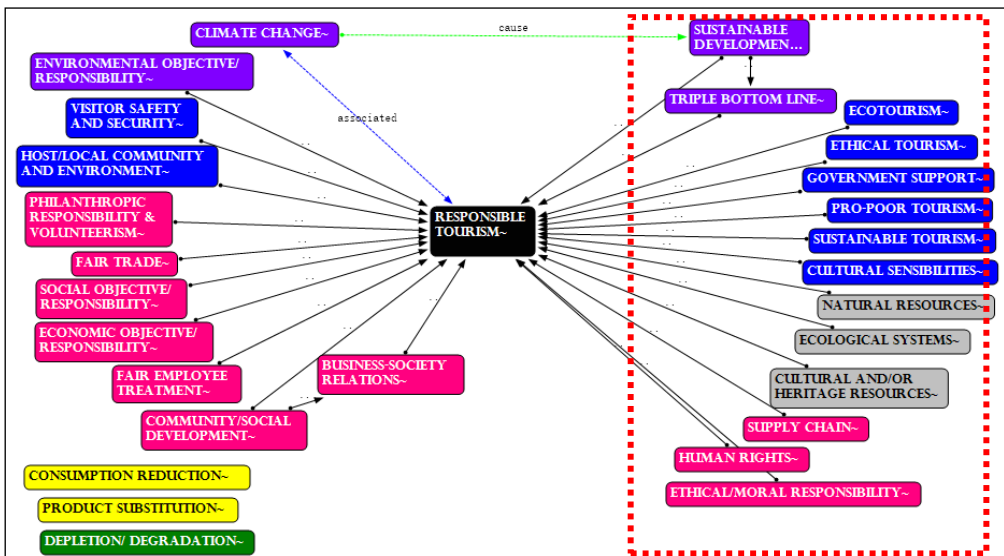 CLIMATE CHANGE~
cause
SUSTAINABLE
DEVELOPMEN...
ENVIRONMENTAL OBJECTIVE/
RESPONSIBILITY~
TRIPLE BOTTOM LINE~
VISITOR SAFETY
AND SECURITY~
associated
ECOTOURISM~
ETHICAL TOURISM~
HOST/LOCAL COMMUNITY
AND ENVIRONMENT~
GOVERNMENT SUPPORT~
PHILANTHROPIC
RESPONSIBILITY &
VOLUNTEERISM~
RESPONSIBLE
TOURISM~
PRO-POOR TOURISM~
SUSTAINABLE TOURISM~
FAIR TRADE~
CULTURAL SENSIBILITIES~
SOCIAL OBJECTIVE/
RESPONSIBILITY~
NATURAL RESOURCES~
ECONOMIC OBJECTIVE/
RESPONSIBILITY~
ECOLOGICAL SYSTEMS~
BUSINESS-SOCIETY
RELATIONS~
FAIR EMPLOYEE
TREATMENT~
CULTURAL AND/OR
HERITAGE RESOURCES~
COMMUNITY/SOCIAL
DEVELOPMENT~
SUPPLY CHAIN~
HUMAN RIGHTS~
CONSUMPTION REDUCTION~
ETHICAL/MORAL RESPONSIBILITY~
PRODUCT SUBSTITUTION~
DEPLETION/ DEGRADATION~